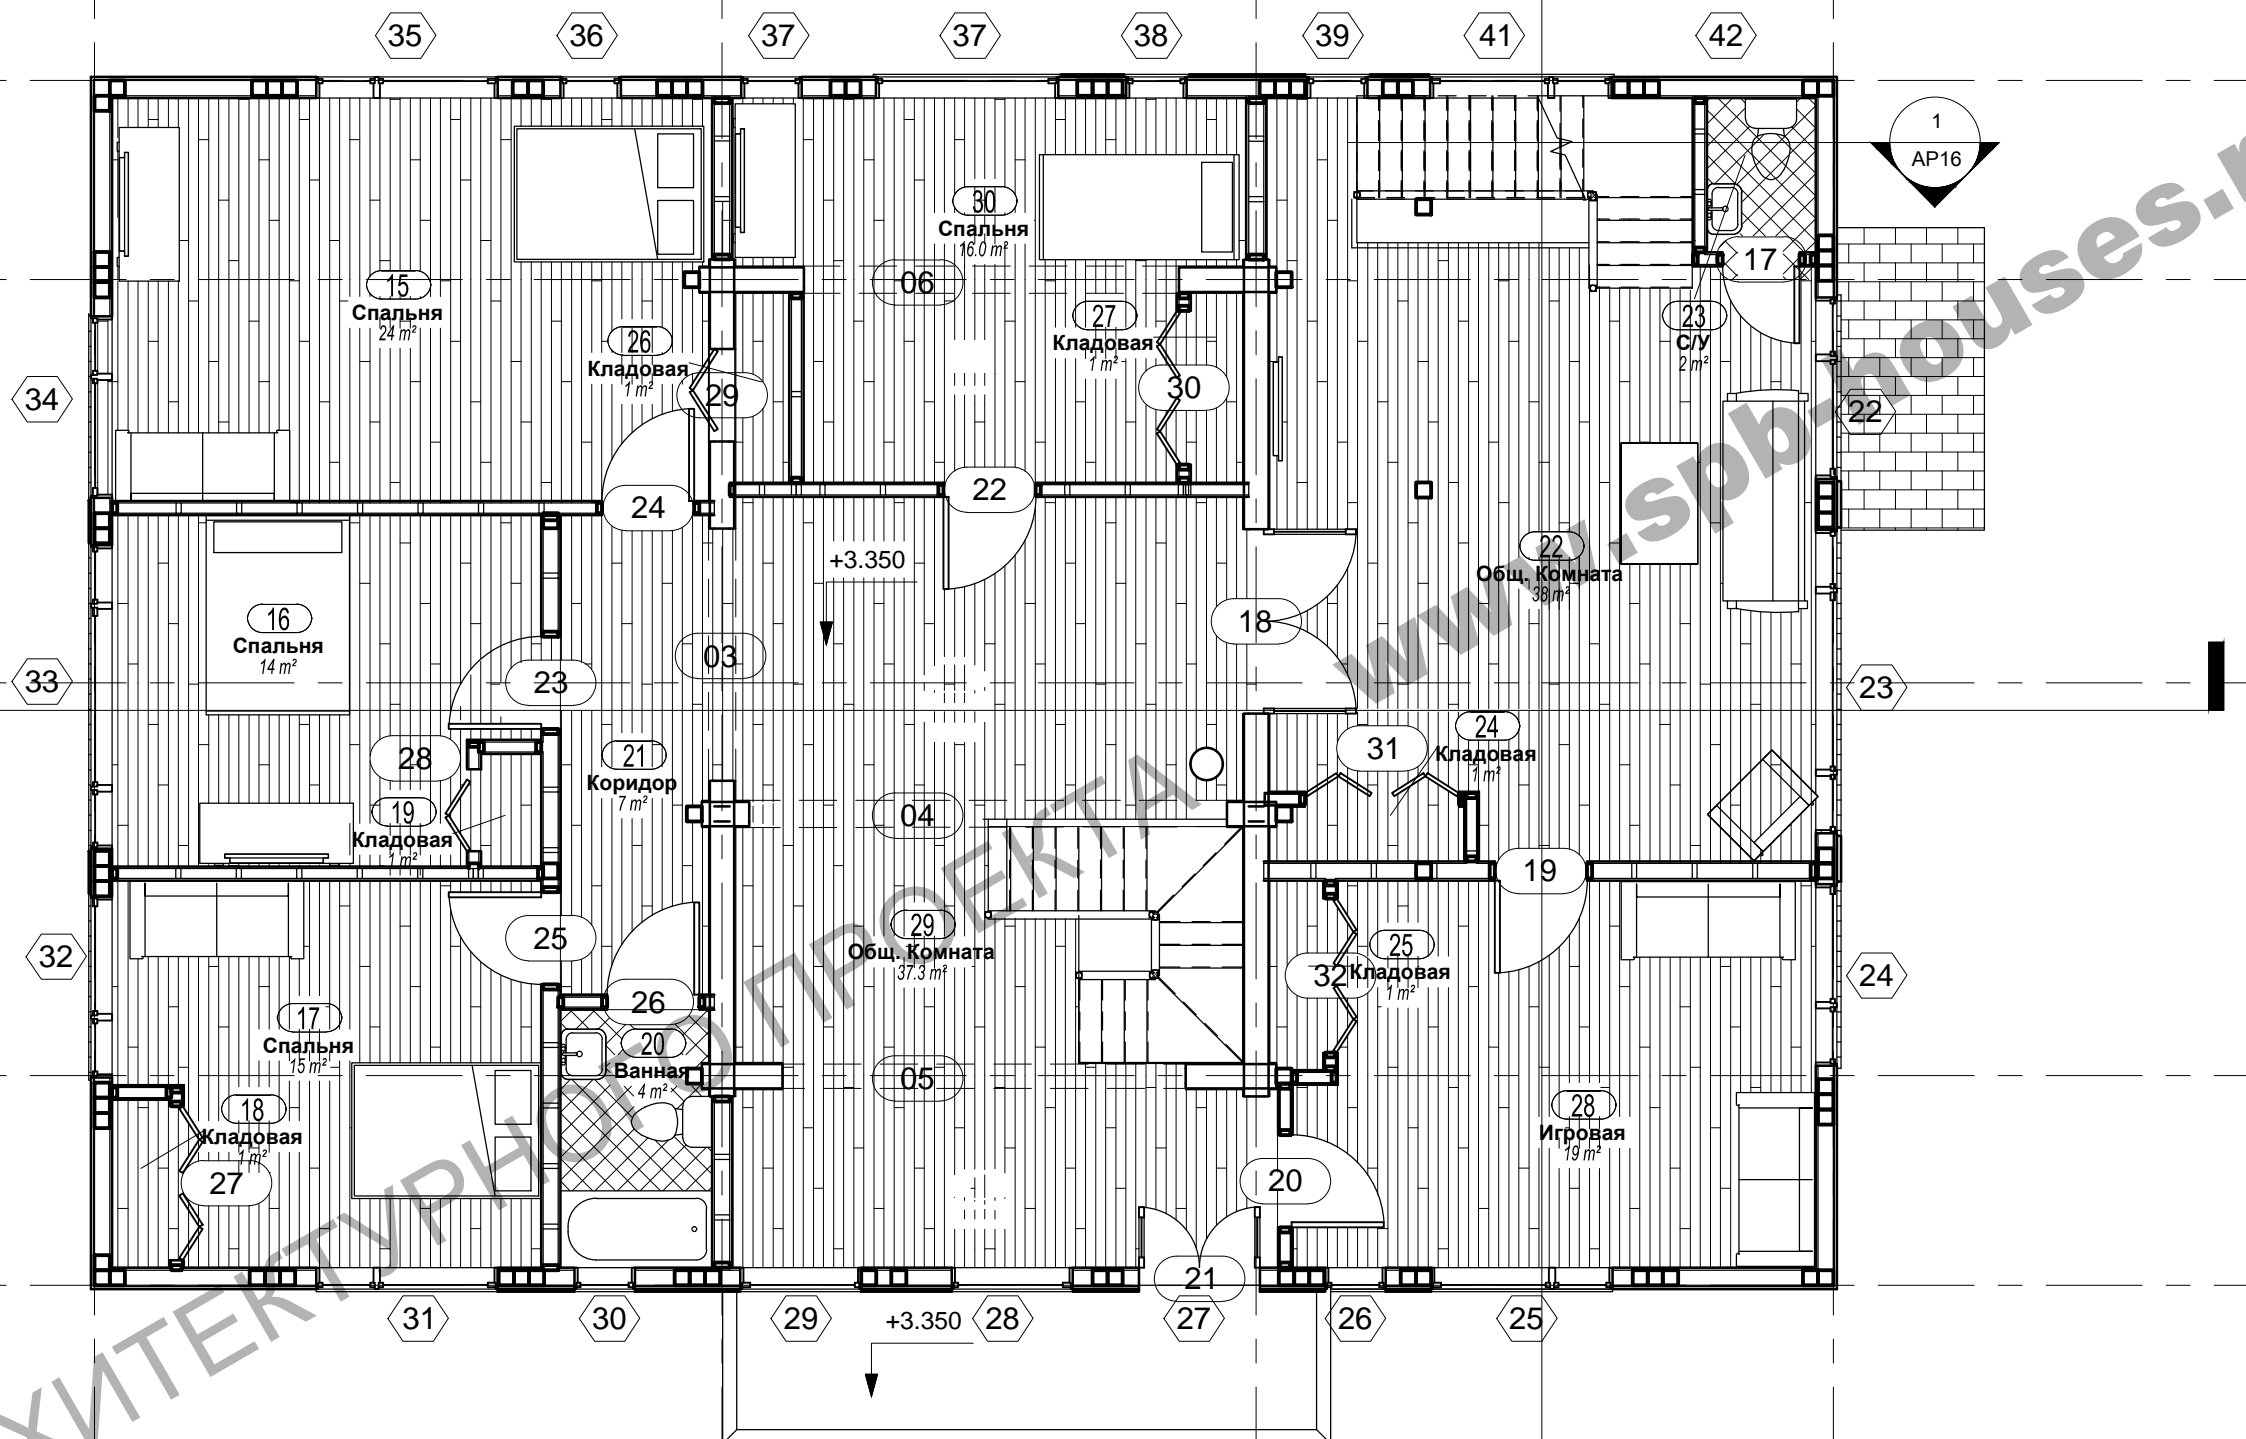 35
36
37
37
38
39
41
42
1
АР16
15
Спальня
24 m²
26
Кладовая
1 m²
29
24
30
Спальня
16.0 m²
06
27
Кладовая
1 m²
30
22
17
23
С/У
2 m²
22
34
22
Общ. Комната
38 m²
+3.350
16
Спальня
14 m²
18
03
23
33
23
28
19
Кладовая
1 m²
21
Коридор
7 m²
04
31
24
Кладовая
1 m²
19
32
25
29
Общ. Комната
37.3 m²
32
25
Кладовая
1 m²
24
17
Спальня
15 m²
26
20
Ванная
4 m²
05
18
Кладовая
1 m²
27
28
Игровая
19 m²
20
21
31
30
29
+3.350
28
27
26
25
ХИТЕКТУРНОГО ПРОЕКТА www.spb-houses.r